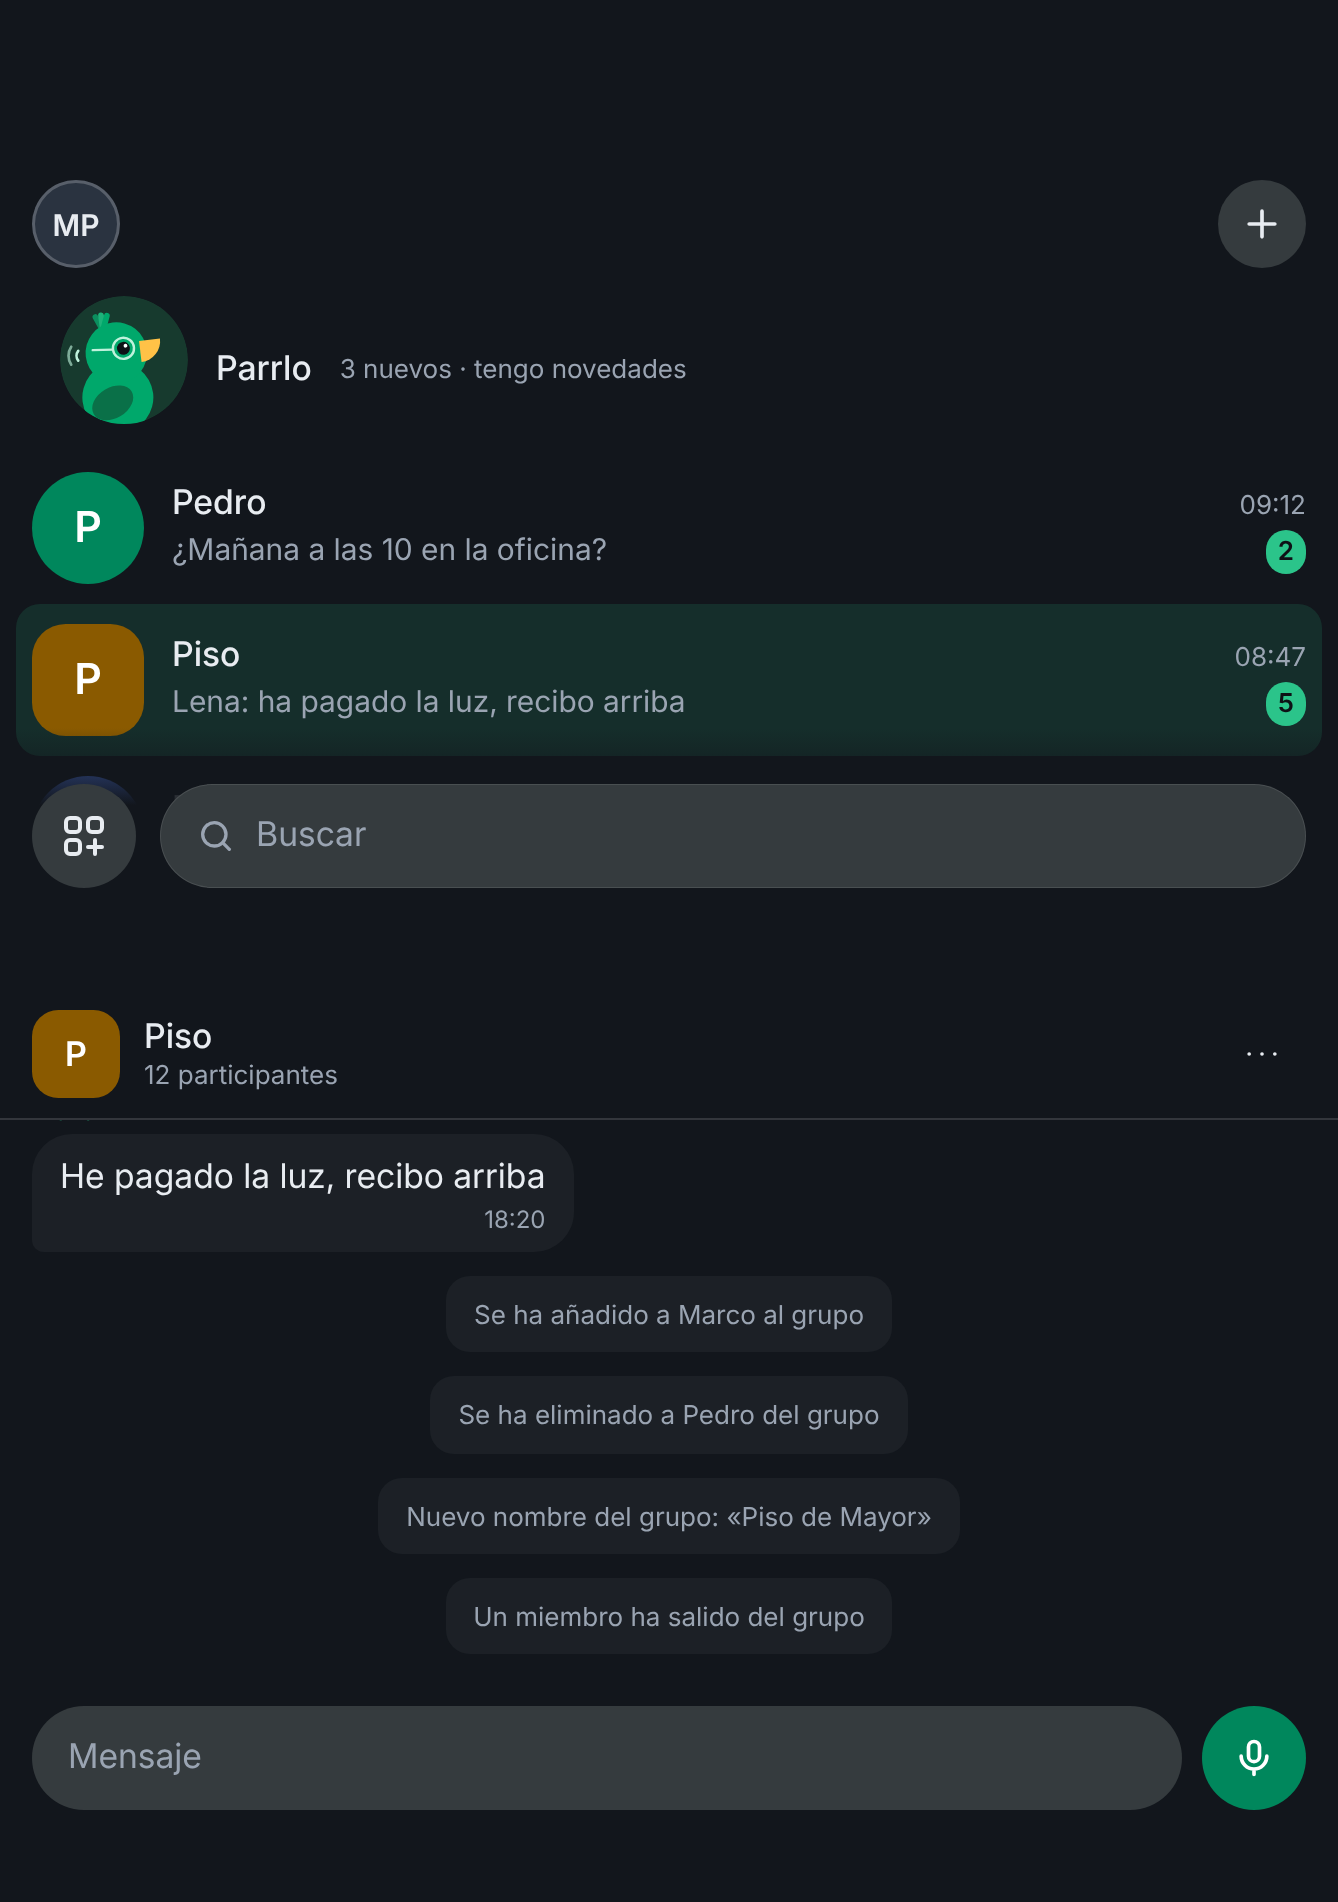 MP
Parrlo 3 nuevos · tengo novedades
P
Pedro
09:12
¿Mañana a las 10 en la oficina?
2
P
Piso
08:47
Lena: ha pagado la luz, recibo arriba
5
Buscar
P
Piso
12 participantes
He pagado la luz, recibo arriba
18:20
Se ha añadido a Marco al grupo
Se ha eliminado a Pedro del grupo
Nuevo nombre del grupo: «Piso de Mayor»
Un miembro ha salido del grupo
Mensaje